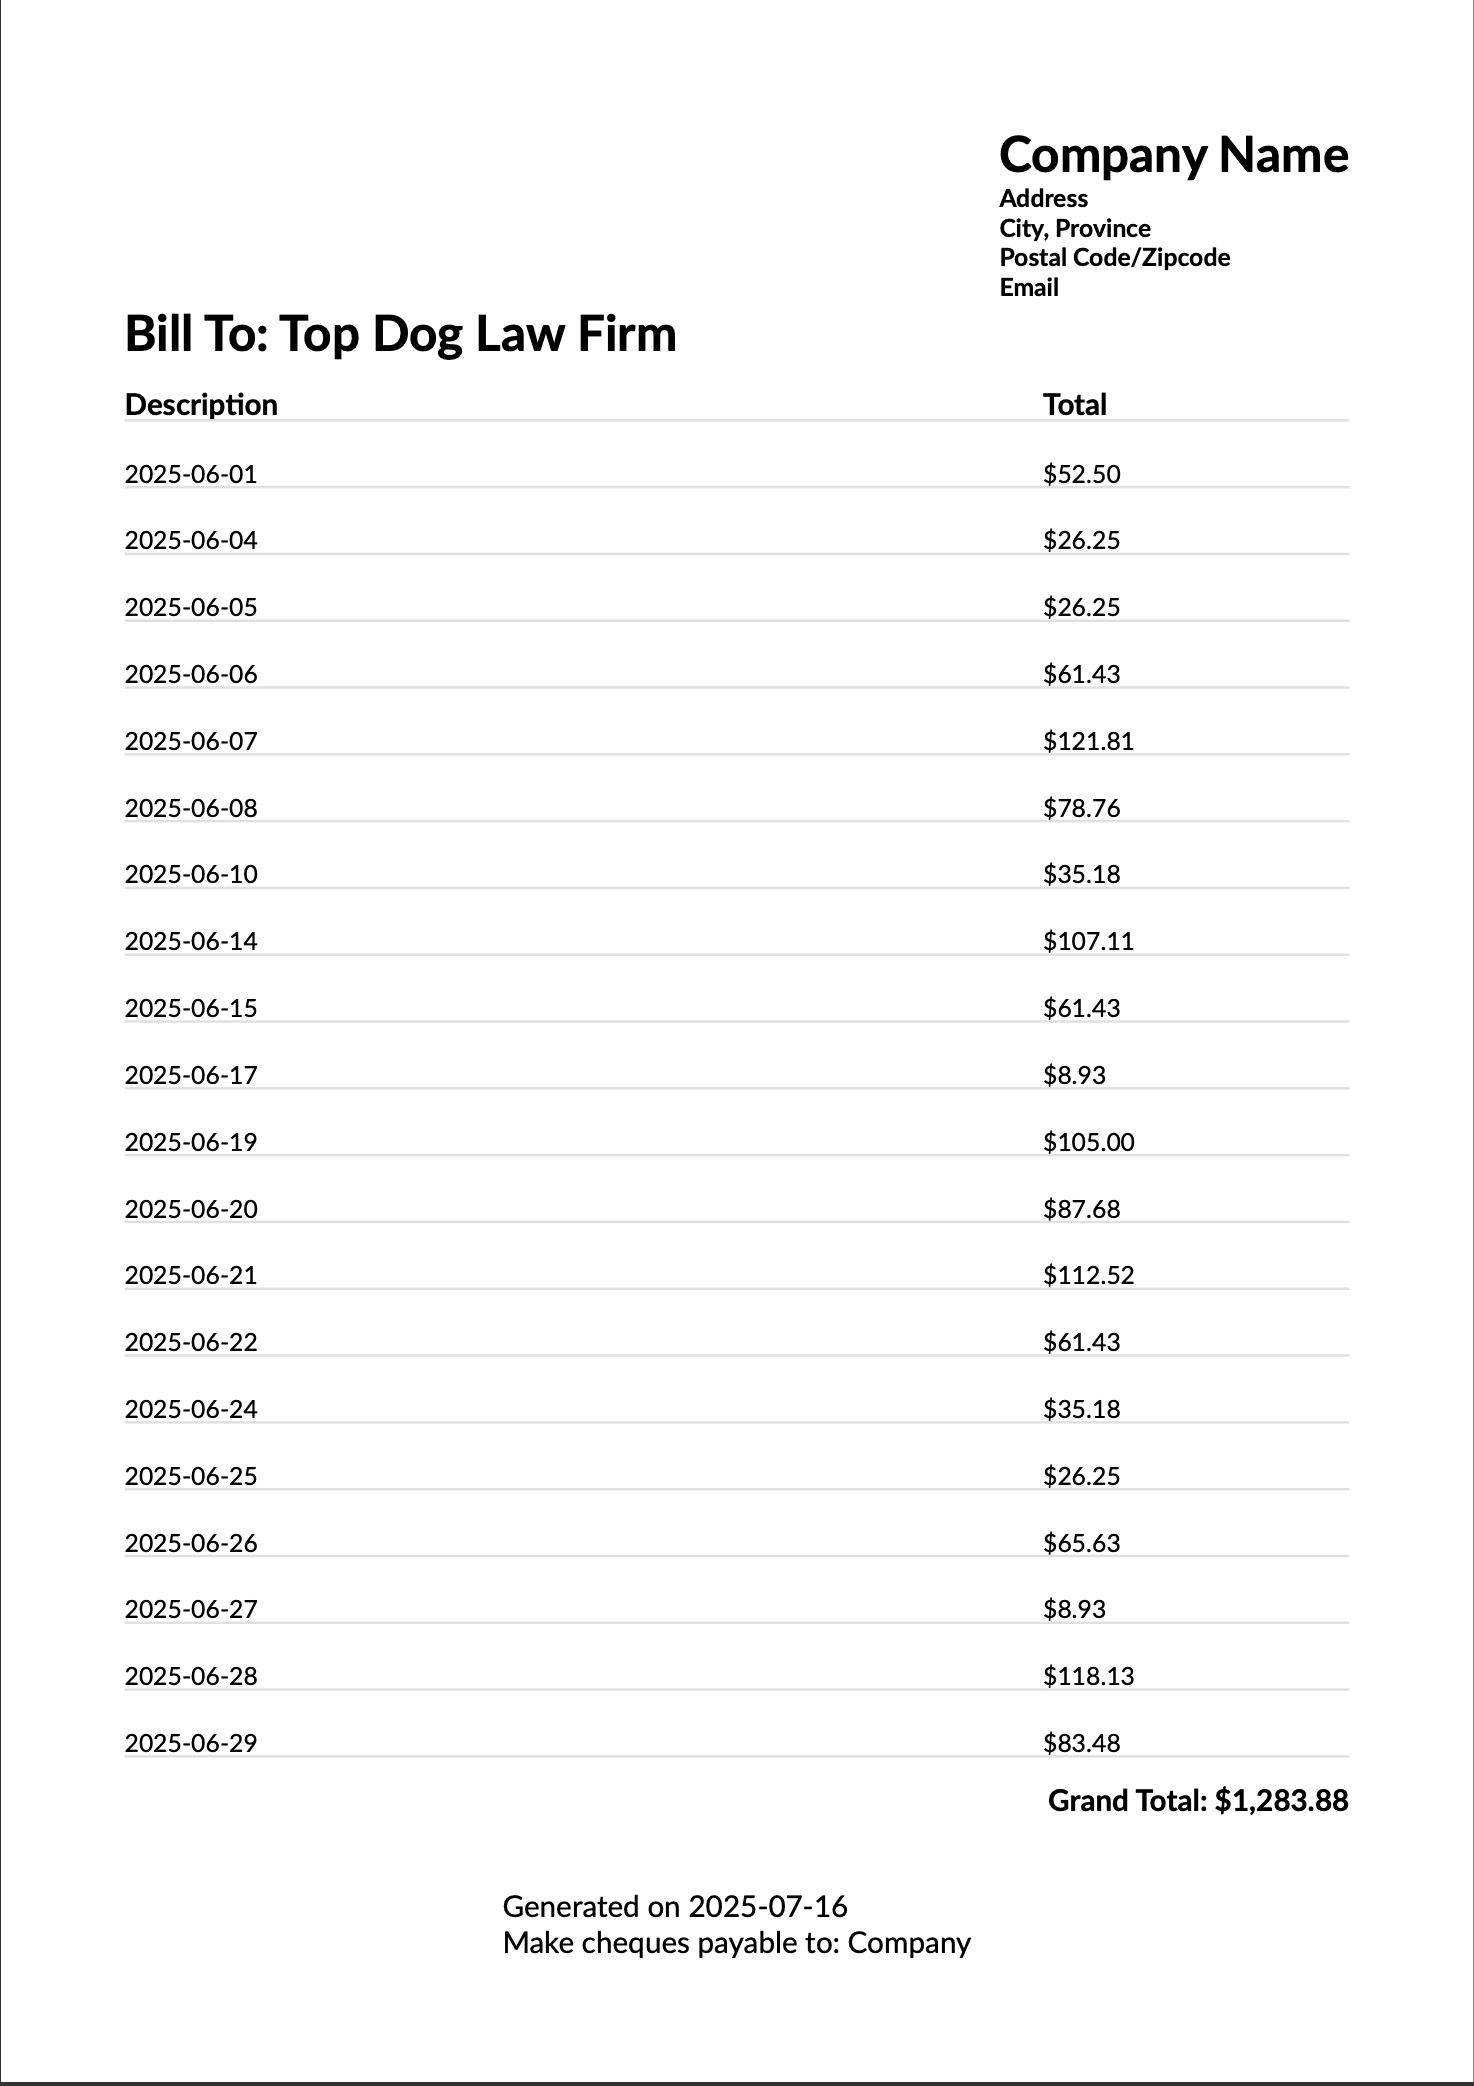 Company Name
Address
City, Province
Postal Code/Zipcode
Email
Bill To: Top Dog Law Firm
Description Total
2025-06-01 $52.50
2025-06-04 $26.25
2025-06-05 $26.25
2025-06-06 $61.43
2025-06-07 $121.81
2025-06-08 $78.76
2025-06-10 $35.18
2025-06-14 $107.11
2025-06-15 $61.43
2025-06-17 $8.93
2025-06-19 $105.00
2025-06-20 $87.68
2025-06-21 $112.52
2025-06-22 $61.43
2025-06-24 $35.18
2025-06-25 $26.25
2025-06-26 $65.63
2025-06-27 $8.93
2025-06-28 $118.13
2025-06-29 $83.48
Grand Total: $1,283.88
Generated on 2025-07-16
Make cheques payable to: Company